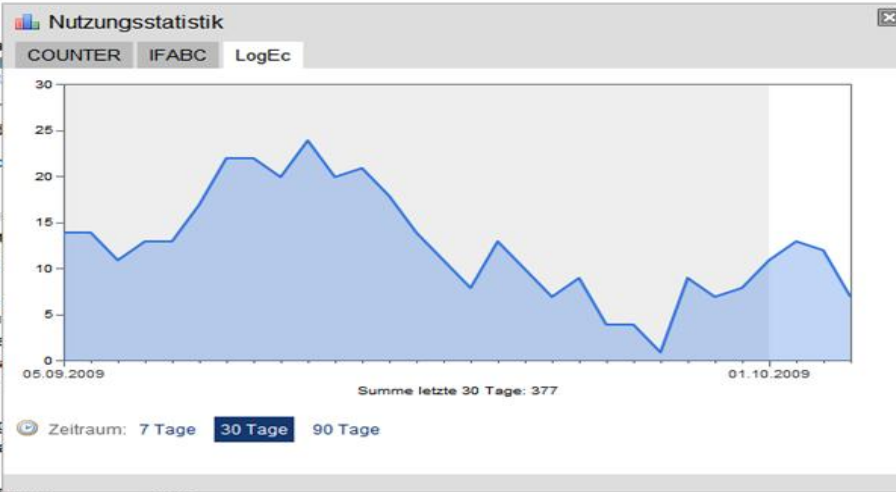 Nutzungsstatistik
COUNTER IFABC LogEc
30
25
20
15
10
5
0
05.09.2009 01.10.2009
Summe letzte 30 Tage: 377
Zeitraum: 7 Tage 30 Tage 90 Tage